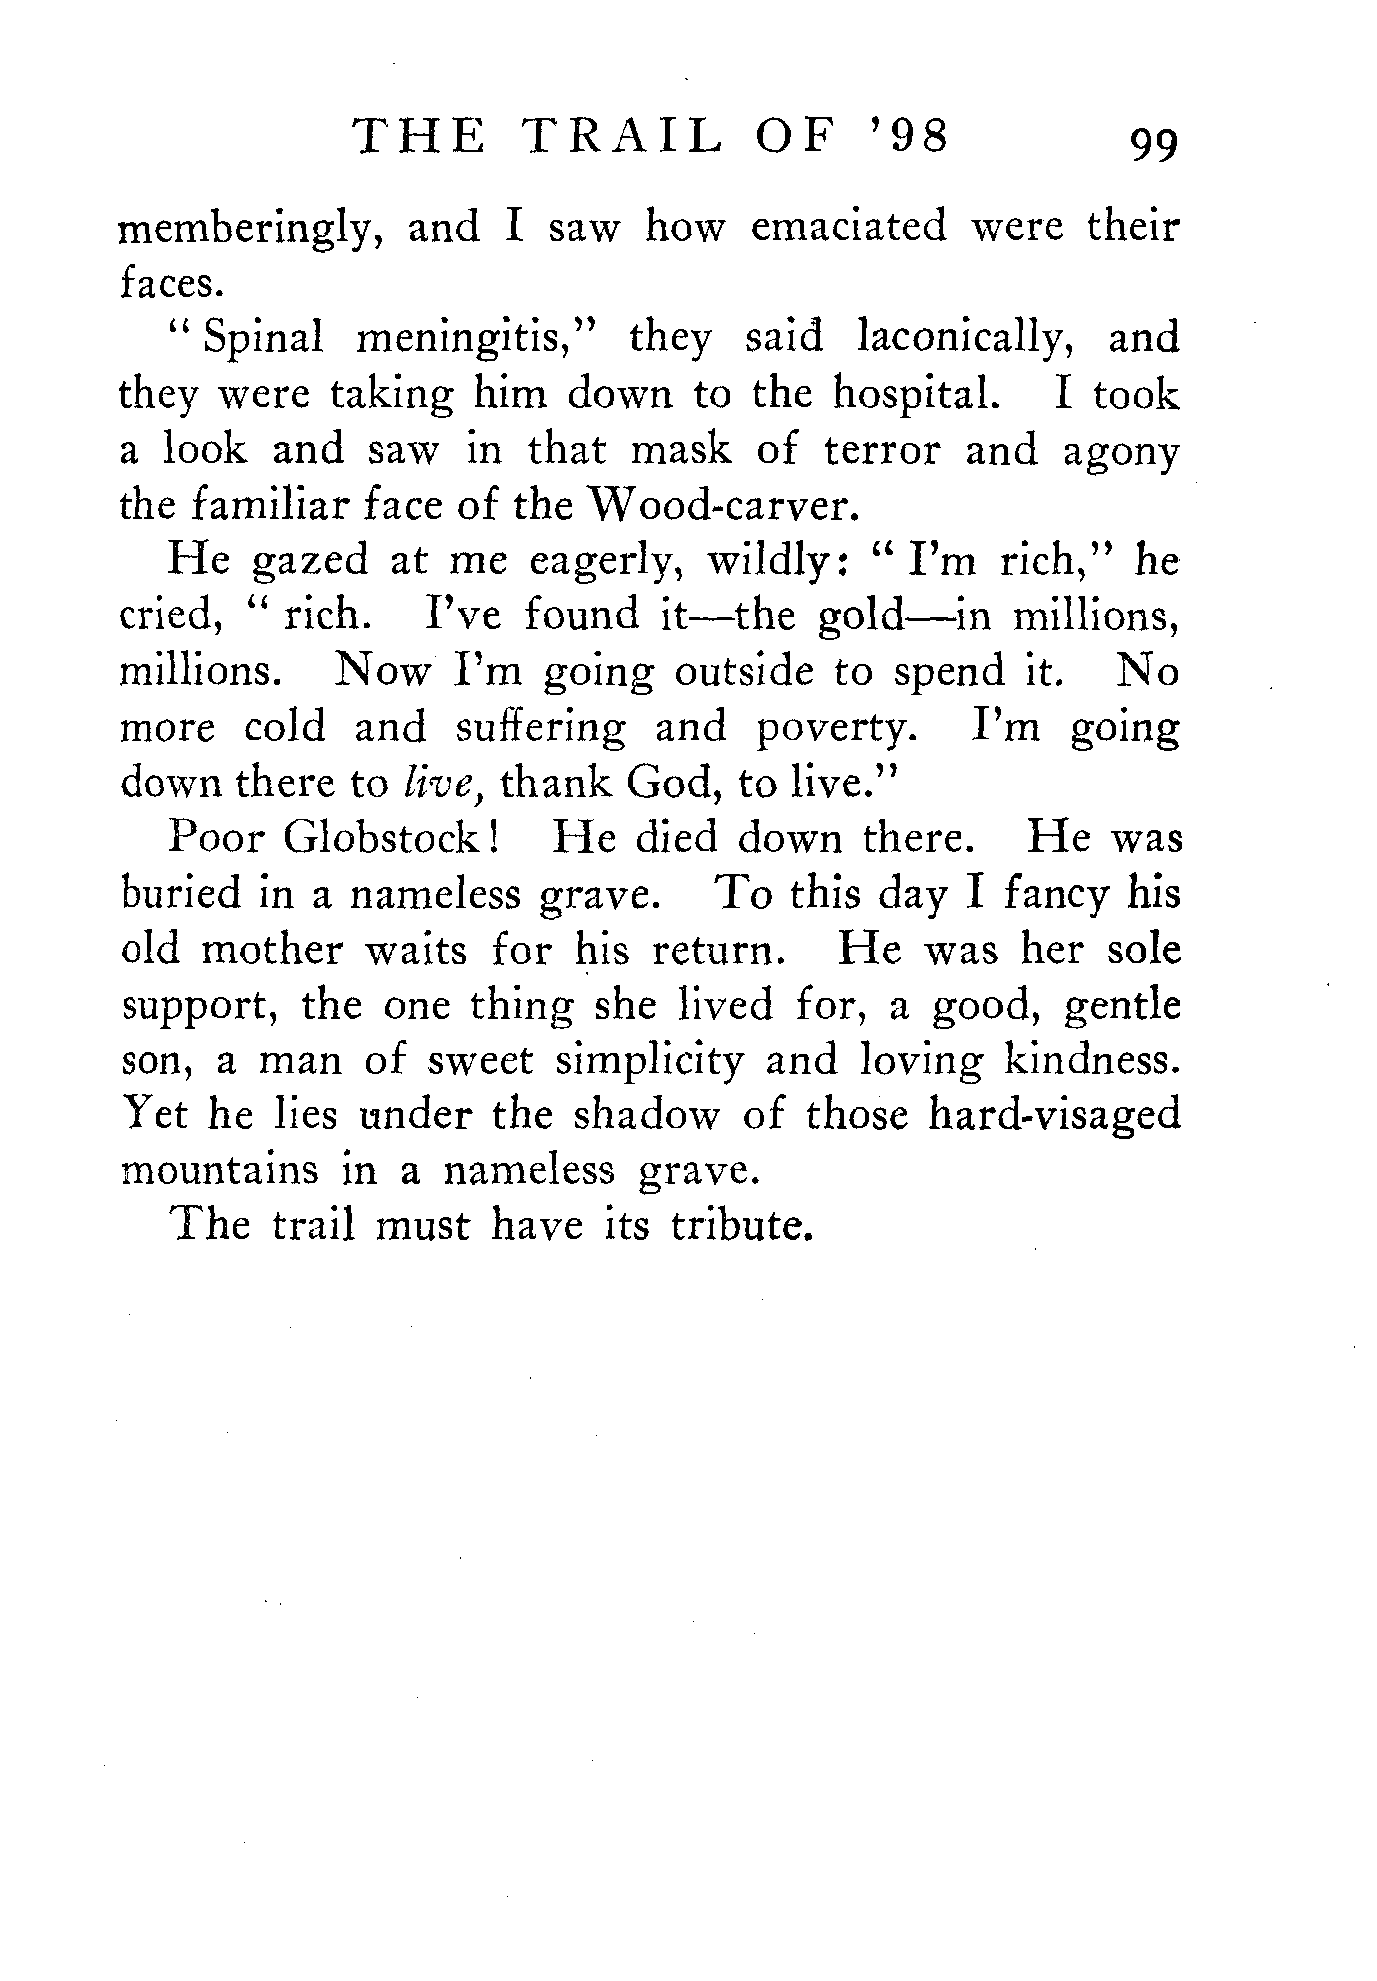 THE TRAIL OF '98 99
memberingly, and I saw how emaciated were their
faces.
" Spinal meningitis," they said laconically, and
they were taking him down to the hospital. I took
a look and saw in that mask of terror and agony
the familiar face of the Wood-carver.
He gazed at me eagerly, wildly: " I'm rich," he
cried, " rich. I've found it—the gold—in millions,
millions. Now I'm going outside to spend it. No
more cold and suffering and poverty. I'm going
down there to live, thank God, to live."
Poor Globstock! He died down there. He was
buried in a nameless grave. To this day I fancy his
old mother waits for his return. He was her sole
support, the one thing she lived for, a good, gentle
son, a man of sweet simplicity and loving kindness.
Yet he lies under the shadow of those hard-visaged
mountains in a nameless grave.
The trail must have its tribute.